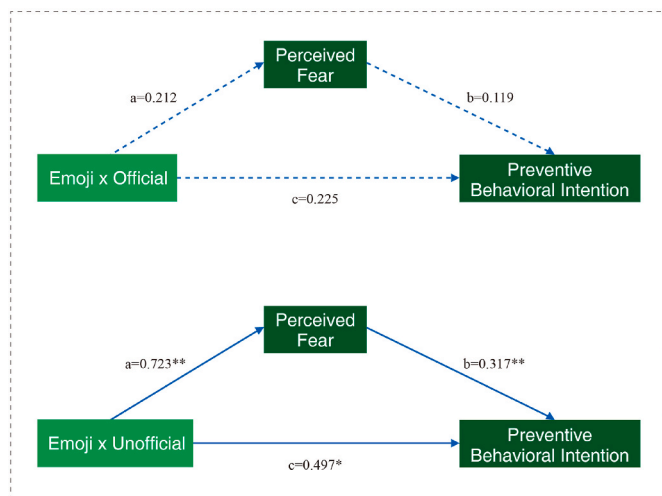 Perceived
Fear
a=0.212
b=0.119
Emoji x Official
Preventive
Behavioral Intention
c=0.225
Perceived
Fear
a=0.723**
b=0.317**
Emoji x Unofficial
Preventive
Behavioral Intention
c=0.497*